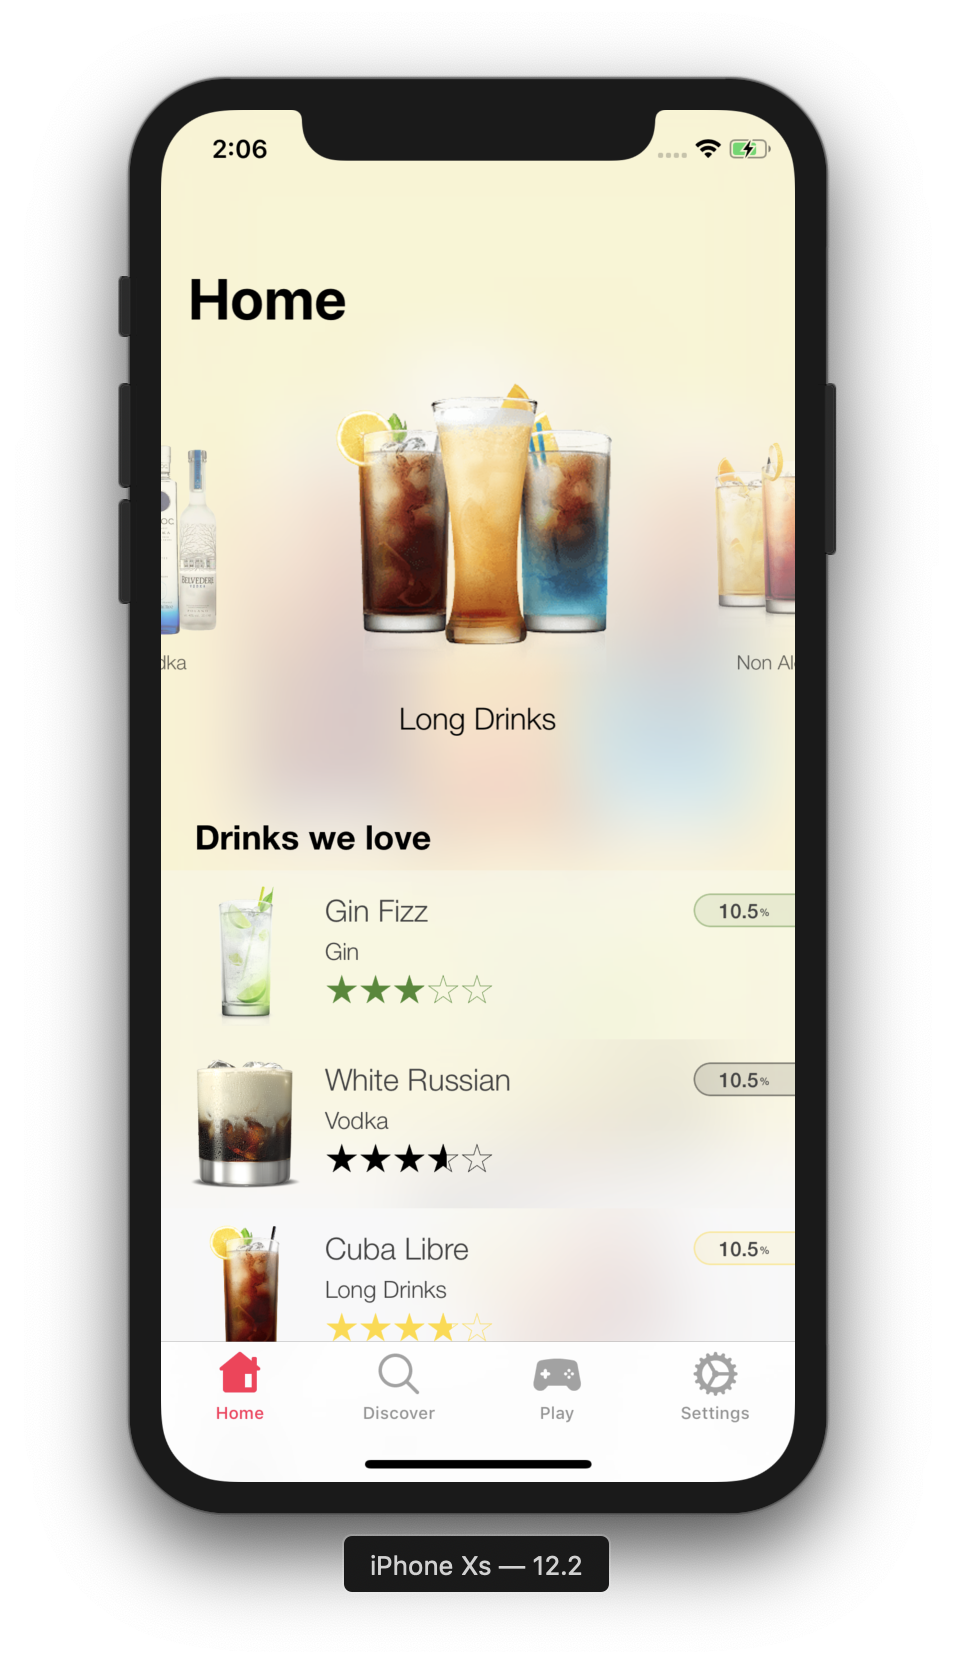 2:06
Home
BELVEDERE
dka
Non Al
Long Drinks
Drinks we love
Gin Fizz
10.5%
Gin
White Russian
10.5%
Vodka
Cuba Libre
10.5%
Long Drinks
Home
Discover
Play
Settings
iPhone Xs — 12.2